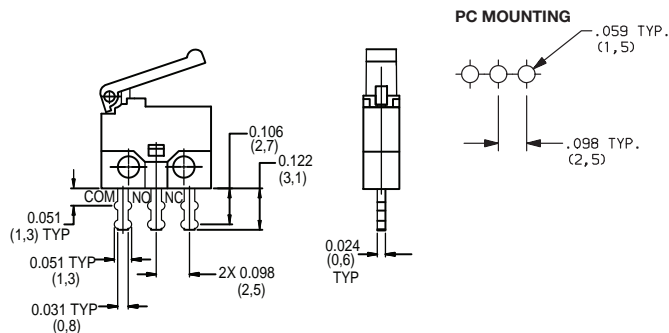 PC MOUNTING
.059 TYP.
(1,5)
.098 TYP.
(2,5)
0.106
(2,7)
0.122
(3,1)
COM NO NC
0.051
(1,3) TYP
0.051 TYP
(1,3)
2X 0.098
(2,5)
0.031 TYP
(0,8)
0.024
(0,6)
TYP